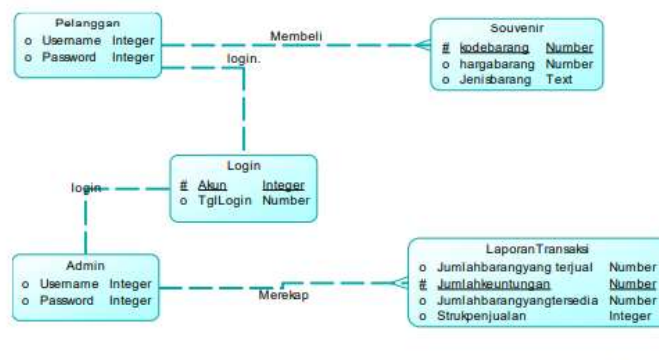 Pelanggan
o Username Integer
o Password Integer
Membeli
Souvenir
# kodebarang Number
o hargabarang Number
o Jenisbarang Text
login.
Login
# Akun Integer
o TglLogin Number
login
Admin
o Username Integer
o Password Integer
Merekap
LaporanTransaksi
o Jumlahbarangyang terjual Number
# Jumlahkeuntungan Number
o Jumlahbarangyangtersedia Number
o Strukpenjualan Integer